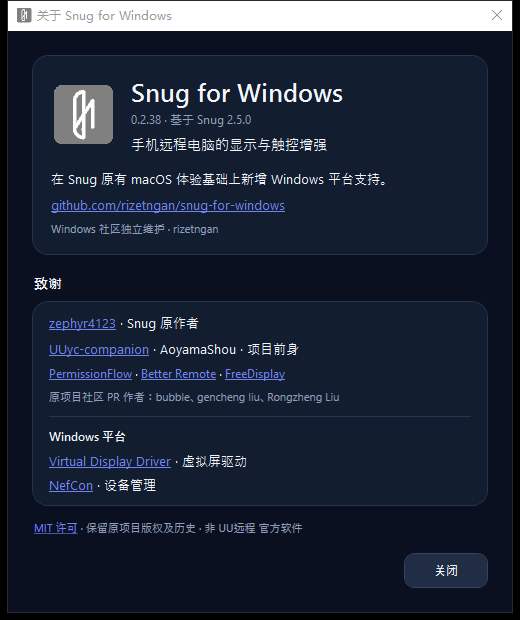 关于 Snug for Windows
Snug for Windows
0.2.38 · 基于 Snug 2.5.0
手机远程电脑的显示与触控增强
在 Snug 原有 macOS 体验基础上新增 Windows 平台支持。
github.com/rizetngan/snug-for-windows
Windows 社区独立维护 · rizetngan
致谢
zephyr4123 · Snug 原作者
UUyc-companion · AoyamaShou · 项目前身
PermissionFlow · Better Remote · FreeDisplay
原项目社区 PR 作者：bubble、gencheng liu、Rongzheng Liu
Windows 平台
Virtual Display Driver · 虚拟屏驱动
NefCon · 设备管理
MIT 许可 · 保留原项目版权及历史 · 非 UU远程 官方软件
关闭